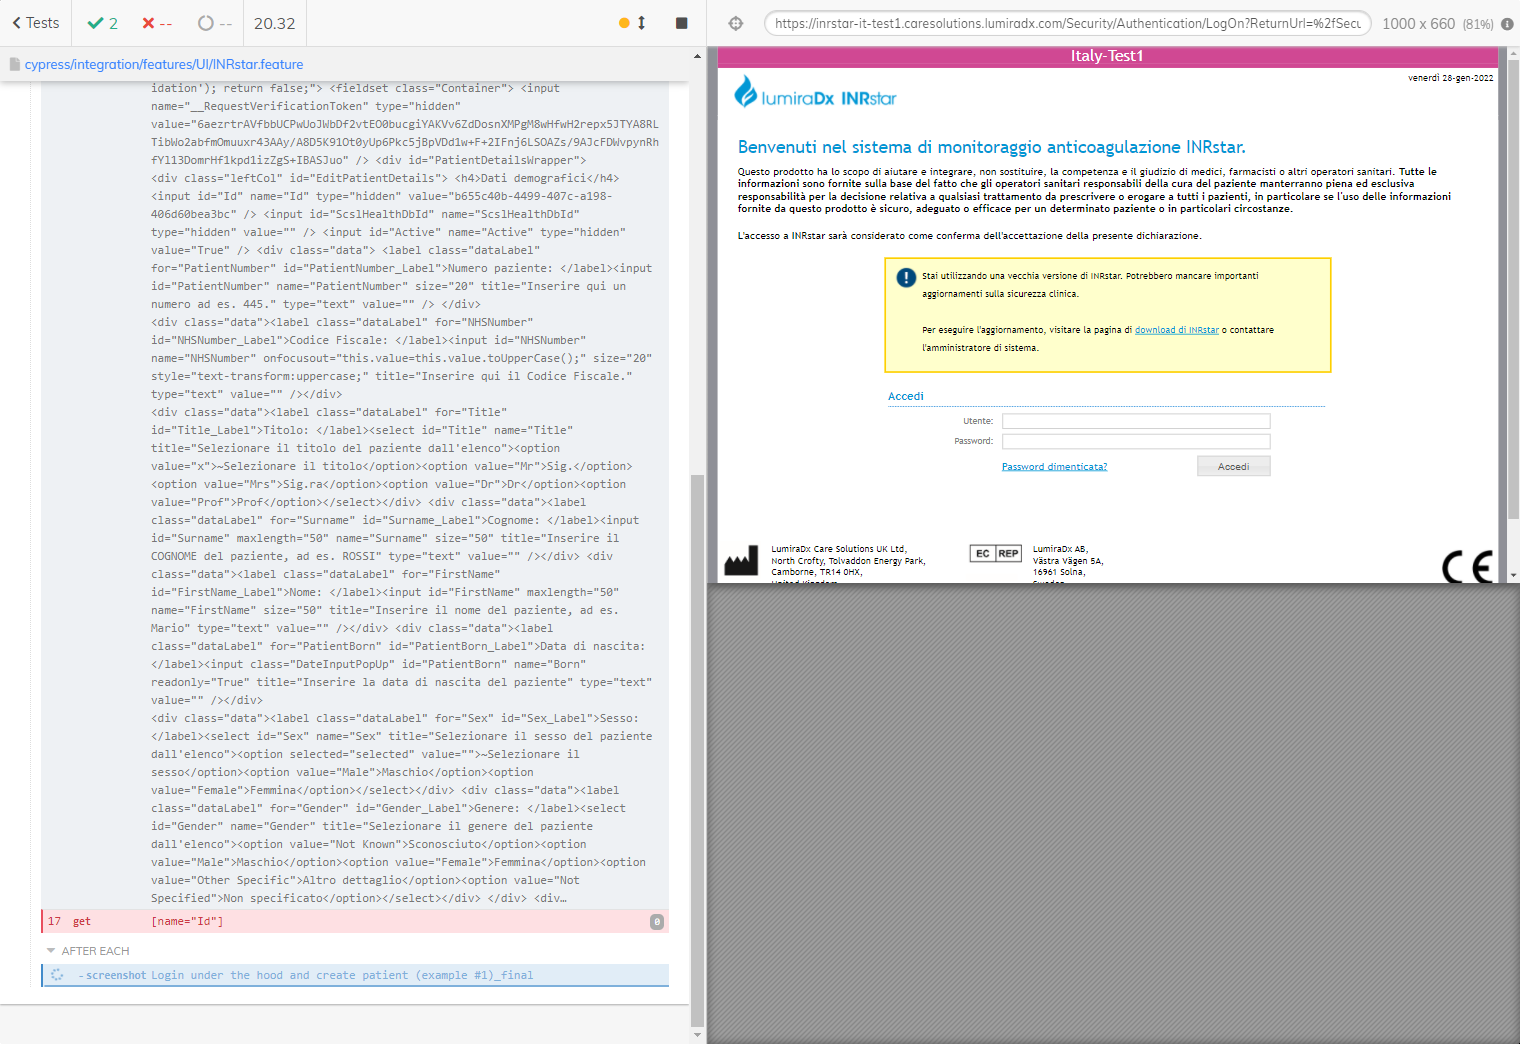 Tests
2
--
--
20.32
cypress/integration/features/UI/INRstar.feature
idation'); return false;"> <fieldset class="Container"> <input
name="__RequestVerificationToken" type="hidden"
value="6aezrtrAVfbbUCPwUoJWbDf2vtEO0bucgiYAKVv6ZdDosnXMPgM8wHfwH2repx5JTYA8RL
TibWo2abfmOmuuxr43AAy/A8D5K91Ot0yUp6Pkc5jBpVDd1w+F+2IFnj6LSOAZs/9AJcFDWvpynRh
fYl13DomrHf1kpd1izZgS+IBASJuo" /> <div id="PatientDetailsWrapper">
<div class="leftCol" id="EditPatientDetails"> <h4>Dati demografici</h4>
<input id="Id" name="Id" type="hidden" value="b655c40b-4499-407c-a198-
406d60bea3bc" /> <input id="ScslHealthDbId" name="ScslHealthDbId"
type="hidden" value="" /> <input id="Active" name="Active" type="hidden"
value="True" /> <div class="data"> <label class="dataLabel"
for="PatientNumber" id="PatientNumber_Label">Numero paziente: </label><input
id="PatientNumber" name="PatientNumber" size="20" title="Inserire qui un
numero ad es. 445." type="text" value="" /> </div>
<div class="data"><label class="dataLabel" for="NHSNumber"
id="NHSNumber_Label">Codice Fiscale: </label><input id="NHSNumber"
name="NHSNumber" onfocusout="this.value=this.value.toUpperCase();" size="20"
style="text-transform:uppercase;" title="Inserire qui il Codice Fiscale."
type="text" value="" /></div>
<div class="data"><label class="dataLabel" for="Title"
id="Title_Label">Titolo: </label><select id="Title" name="Title"
title="Selezionare il titolo del paziente dall'elenco"><option
value="x">~Selezionare il titolo</option><option value="Mr">Sig.</option>
<option value="Mrs">Sig.ra</option><option value="Dr">Dr</option><option
value="Prof">Prof</option></select></div> <div class="data"><label
class="dataLabel" for="Surname" id="Surname_Label">Cognome: </label><input
id="Surname" maxlength="50" name="Surname" size="50" title="Inserire il
COGNOME del paziente, ad es. ROSSI" type="text" value="" /></div> <div
class="data"><label class="dataLabel" for="FirstName"
id="FirstName_Label">Nome: </label><input id="FirstName" maxlength="50"
name="FirstName" size="50" title="Inserire il nome del paziente, ad es.
Mario" type="text" value="" /></div> <div class="data"><label
class="dataLabel" for="PatientBorn" id="PatientBorn_Label">Data di nascita:
</label><input class="DateInputPopUp" id="PatientBorn" name="Born"
readonly="True" title="Inserire la data di nascita del paziente" type="text"
value="" /></div>
<div class="data"><label class="dataLabel" for="Sex" id="Sex_Label">Sesso:
</label><select id="Sex" name="Sex" title="Selezionare il sesso del paziente
dall'elenco"><option selected="selected" value="">~Selezionare il
sesso</option><option value="Male">Maschio</option><option
value="Female">Femmina</option></select></div> <div class="data"><label
class="dataLabel" for="Gender" id="Gender_Label">Genere: </label><select
id="Gender" name="Gender" title="Selezionare il genere del paziente
dall'elenco"><option value="Not Known">Sconosciuto</option><option
value="Male">Maschio</option><option value="Female">Femmina</option><option
value="Other Specific">Altro dettaglio</option><option value="Not
Specified">Non specificato</option></select></div> </div> <div…
17 get [name="Id"] 0
AFTER EACH
-screenshot Login under the hood and create patient (example #1)_final
https://inrstar-it-test1.caresolutions.lumiradx.com/Security/Authentication/LogOn?ReturnUrl=%2fSecu
1000 x 660 (81%)
Italy-Test1
venerdì 28-gen-2022
lumiraDx INRstar
Benvenuti nel sistema di monitoraggio anticoagulazione INRstar.
Questo prodotto ha lo scopo di aiutare e integrare, non sostituire, la competenza e il giudizio di medici, farmacisti o altri operatori sanitari. Tutte le
informazioni sono fornite sulla base del fatto che gli operatori sanitari responsabili della cura del paziente manterranno piena ed esclusiva
responsabilità per la decisione relativa a qualsiasi trattamento da prescrivere o erogare a tutti i pazienti, in particolare se l'uso delle informazioni
fornite da questo prodotto è sicuro, adeguato o efficace per un determinato paziente o in particolari circostanze.
L'accesso a INRstar sarà considerato come conferma dell'accettazione della presente dichiarazione.
Stai utilizzando una vecchia versione di INRstar. Potrebbero mancare importanti
aggiornamenti sulla sicurezza clinica.
Per eseguire l'aggiornamento, visitare la pagina di download di INRstar o contattare
l'amministratore di sistema.
Accedi
Utente:
Password:
Password dimenticata?
Accedi
LumiraDx Care Solutions UK Ltd,
North Crofty, Tolvaddon Energy Park,
Camborne, TR14 0HX,
United Kingdom
EC REP
LumiraDx AB,
Västra Vägen 5A,
16961 Solna,
Sweden
CE